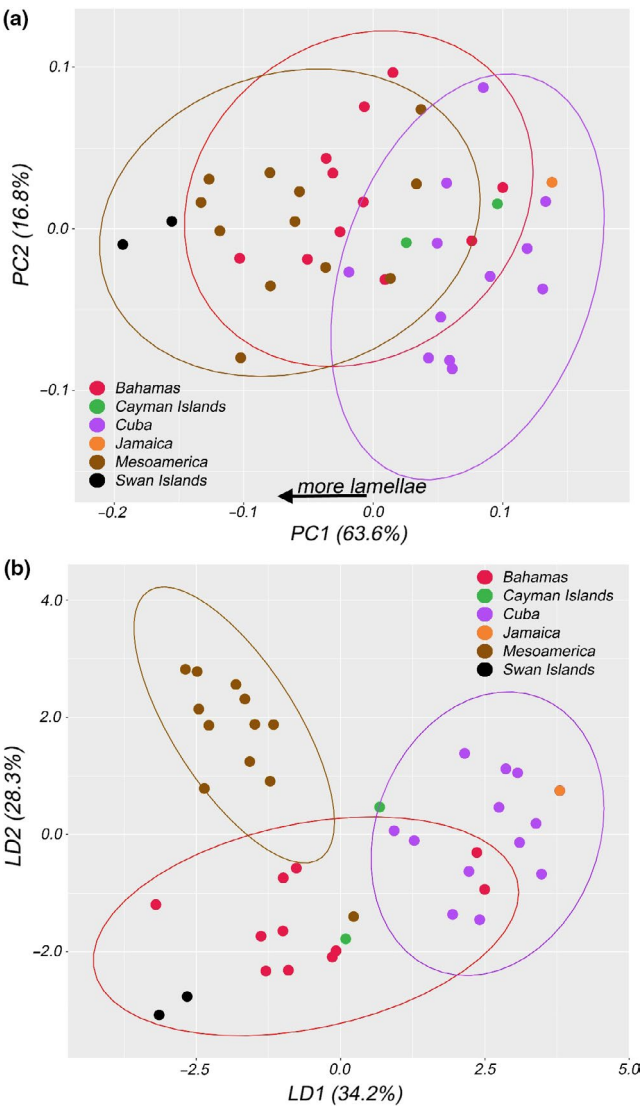 (a)
0.1
0.0
−0.1
PC2 (16.8%)
Bahamas
Cayman Islands
Cuba
Jamaica
Mesoamerica
Swan Islands
more lamellae
−0.2
−0.1
0.0
0.1
PC1 (63.6%)
(b)
4.0
2.0
0.0
−2.0
LD2 (28.3%)
Bahamas
Cayman Islands
Cuba
Jamaica
Mesoamerica
Swan Islands
−2.5
0.0
2.5
5.0
LD1 (34.2%)